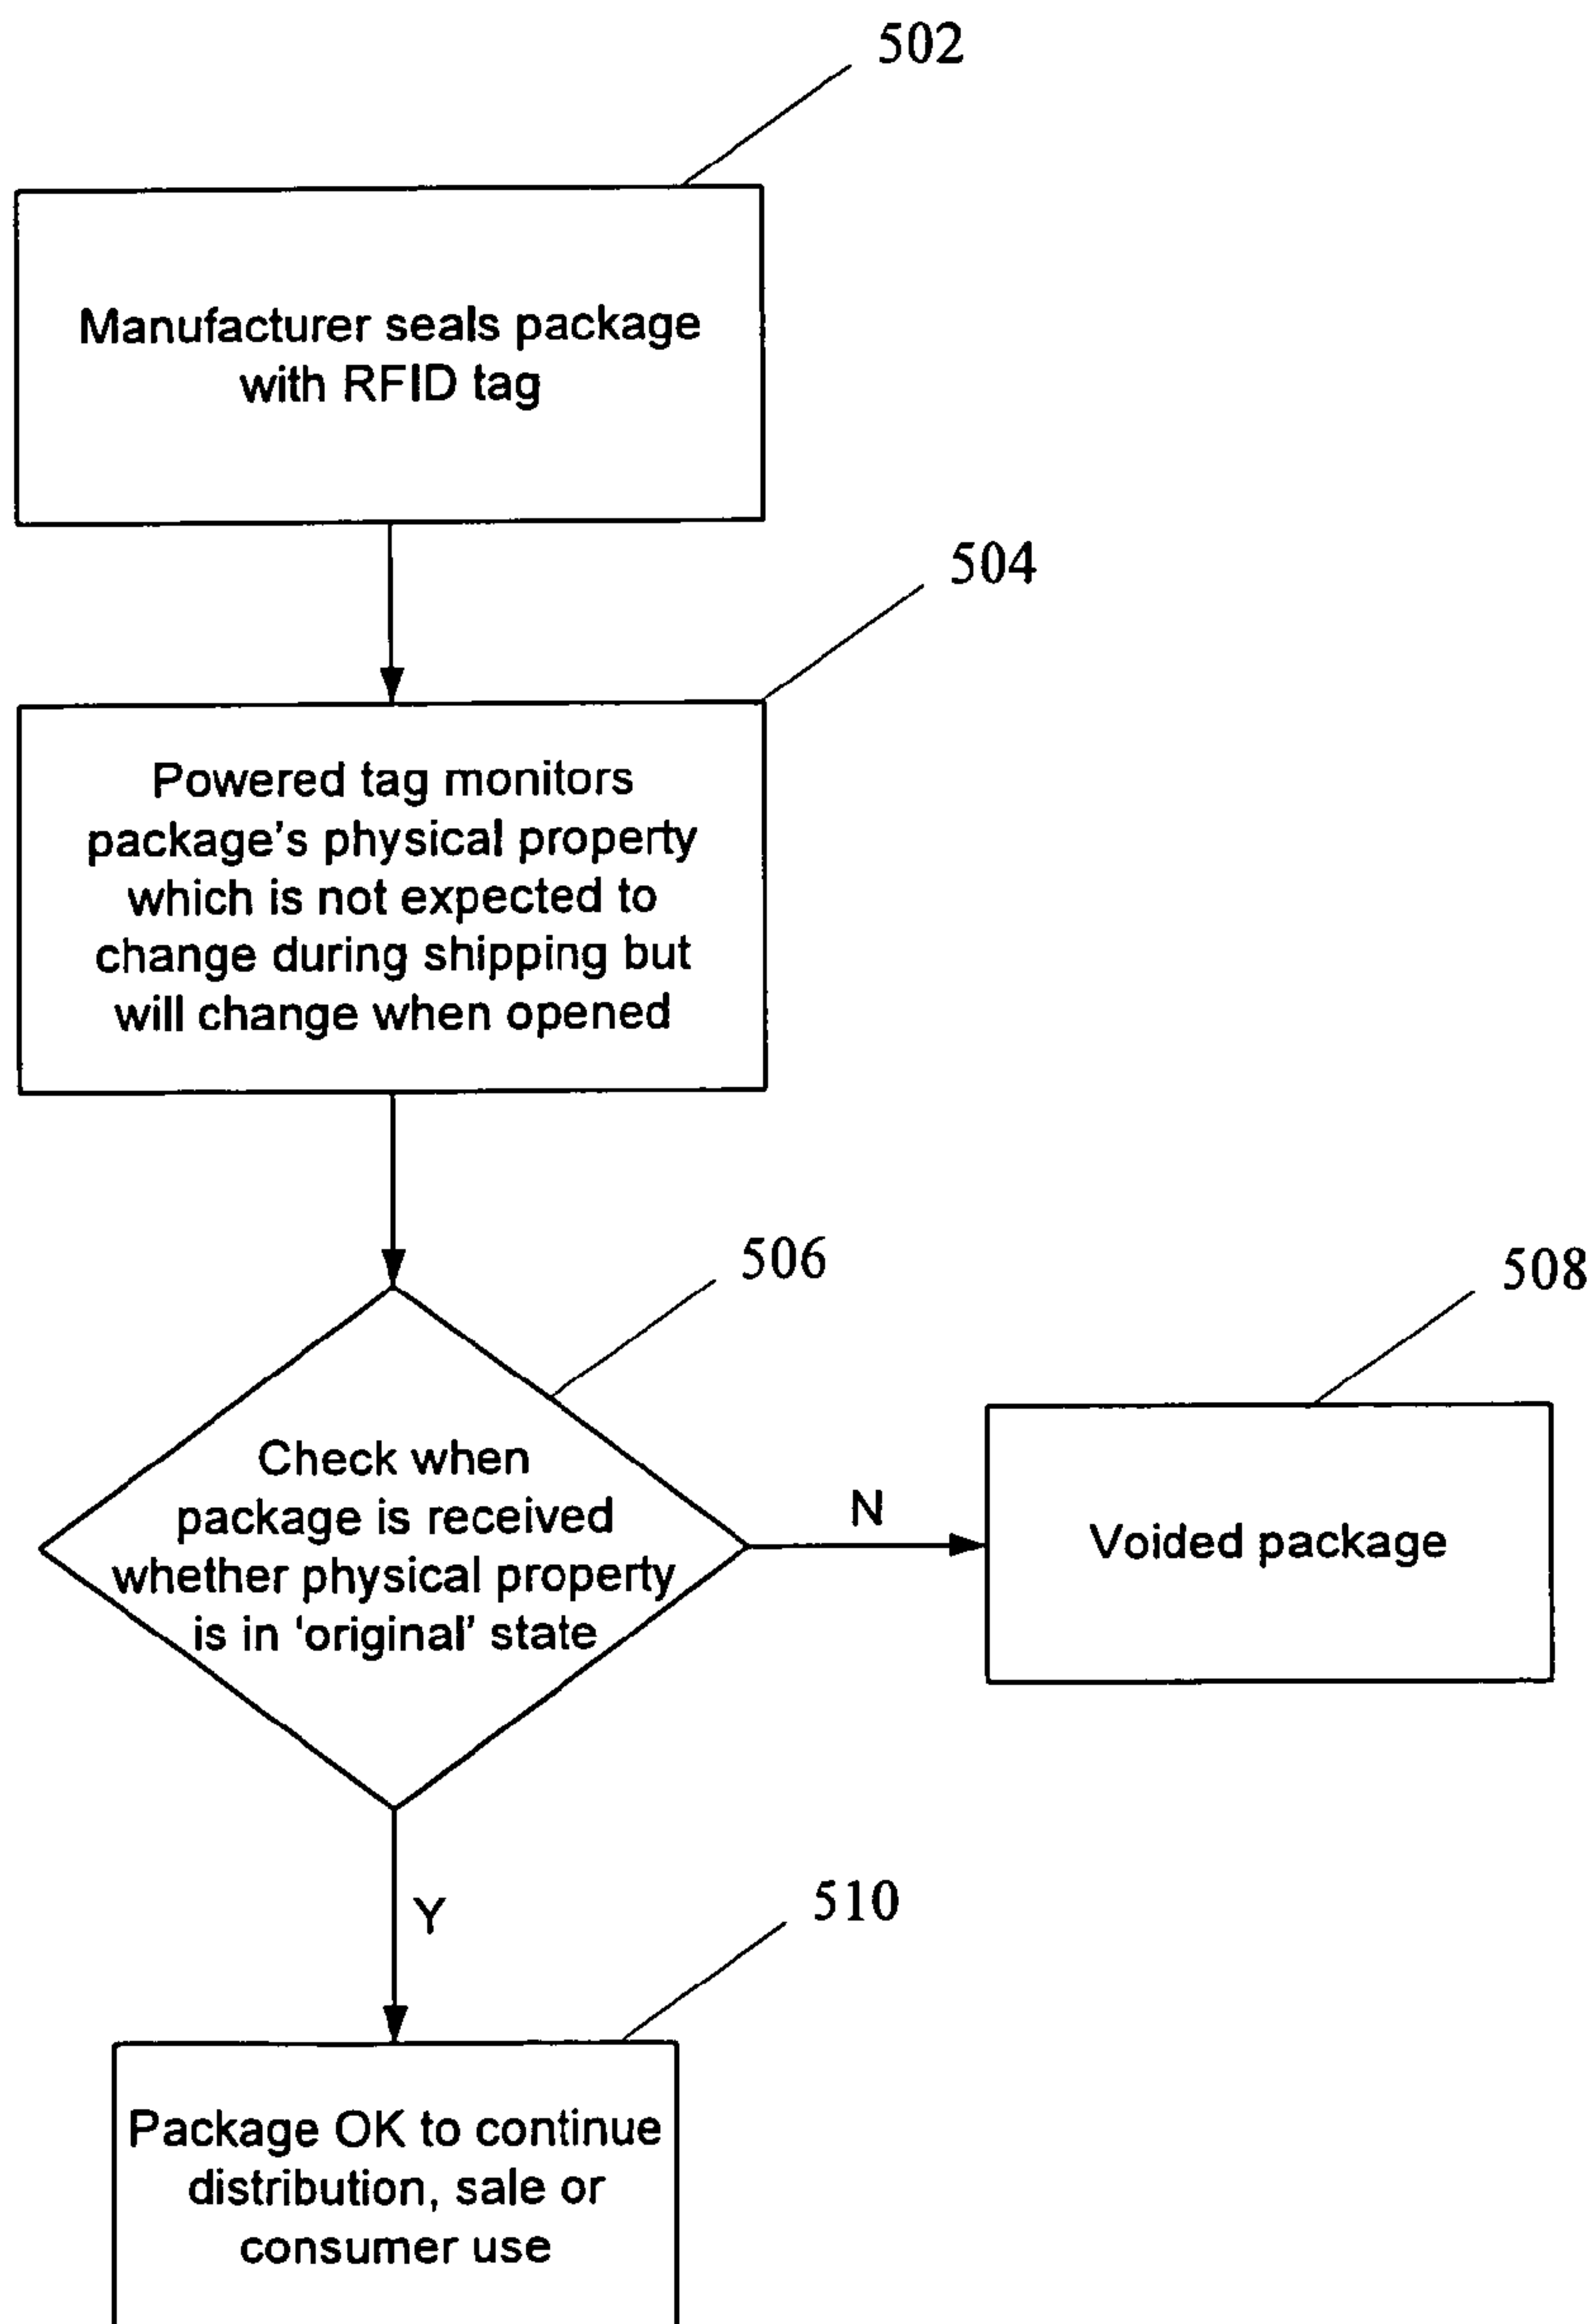 502
Manufacturer seals package
with RFID tag
504
Powered tag monitors
package's physical property
which is not expected to
change during shipping but
will change when opened
506
508
Check when
package is received
whether physical property
is in 'original' state
N
Voided package
Y
510
Package OK to continue
distribution, sale or
consumer use